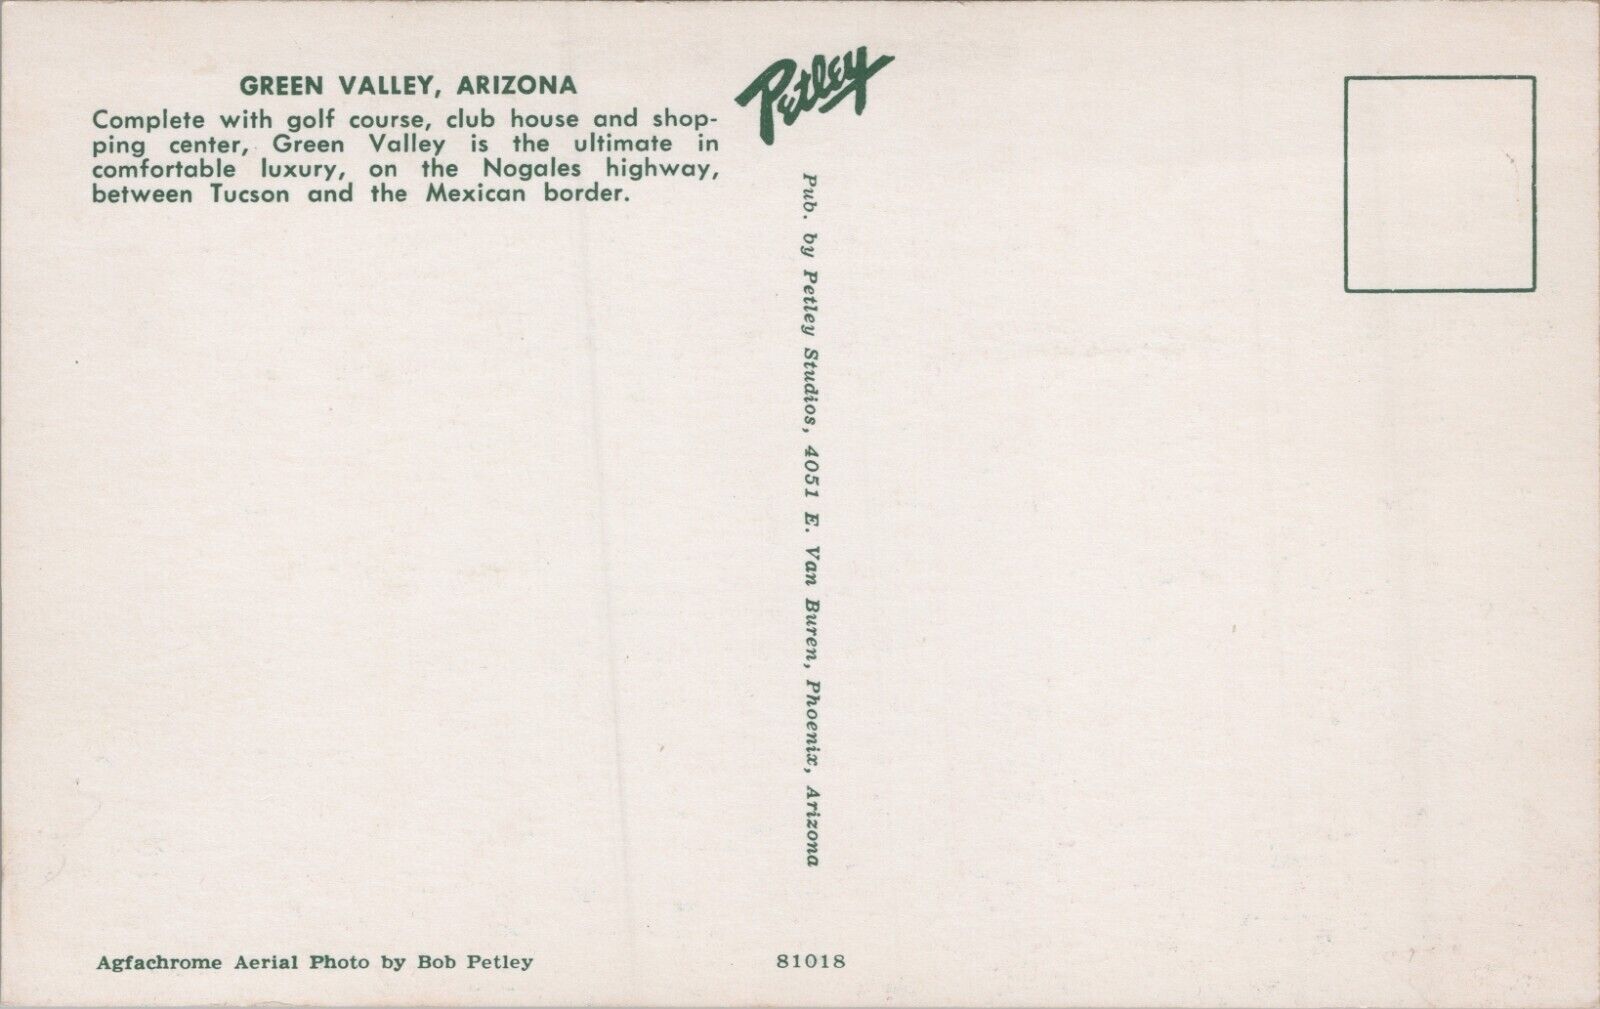 GREEN VALLEY, ARIZONA
Complete with golf course, club house and shop-
ping center, Green Valley is the ultimate in
comfortable luxury, on the Nogales highway,
between Tucson and the Mexican border.
Petley
Pub. by Petley Studios, 4051 E. Van Buren, Phoenix, Arizona
Agfachrome Aerial Photo by Bob Petley
81018